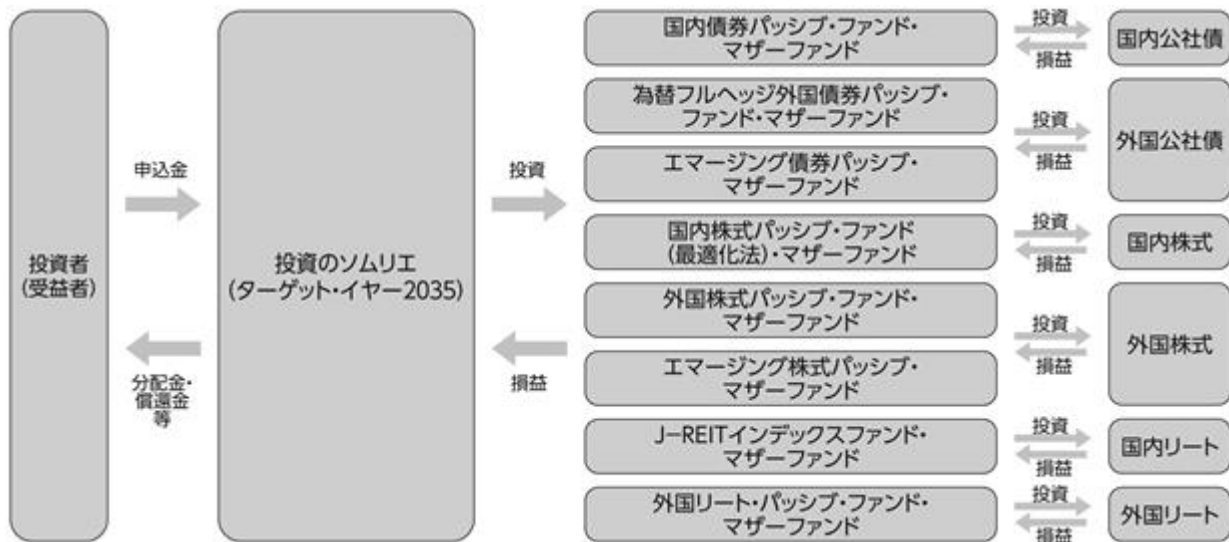 投資者
(受益者)
申込金
分配金・
償還金
等
投資のソムリエ
(ターゲット・イヤー2035)
投資
損益
国内債券パッシブ・ファンド・
マザーファンド
投資
損益
国内公社債
為替フルヘッジ外国債券パッシブ・
ファンド・マザーファンド
エマージング債券パッシブ・
マザーファンド
投資
損益
外国公社債
国内株式パッシブ・ファンド
(最適化法)・マザーファンド
投資
損益
国内株式
外国株式パッシブ・ファンド・
マザーファンド
エマージング株式パッシブ・
マザーファンド
投資
損益
外国株式
J-REITインデックスファンド・
マザーファンド
投資
損益
国内リート
外国リート・パッシブ・ファンド・
マザーファンド
投資
損益
外国リート